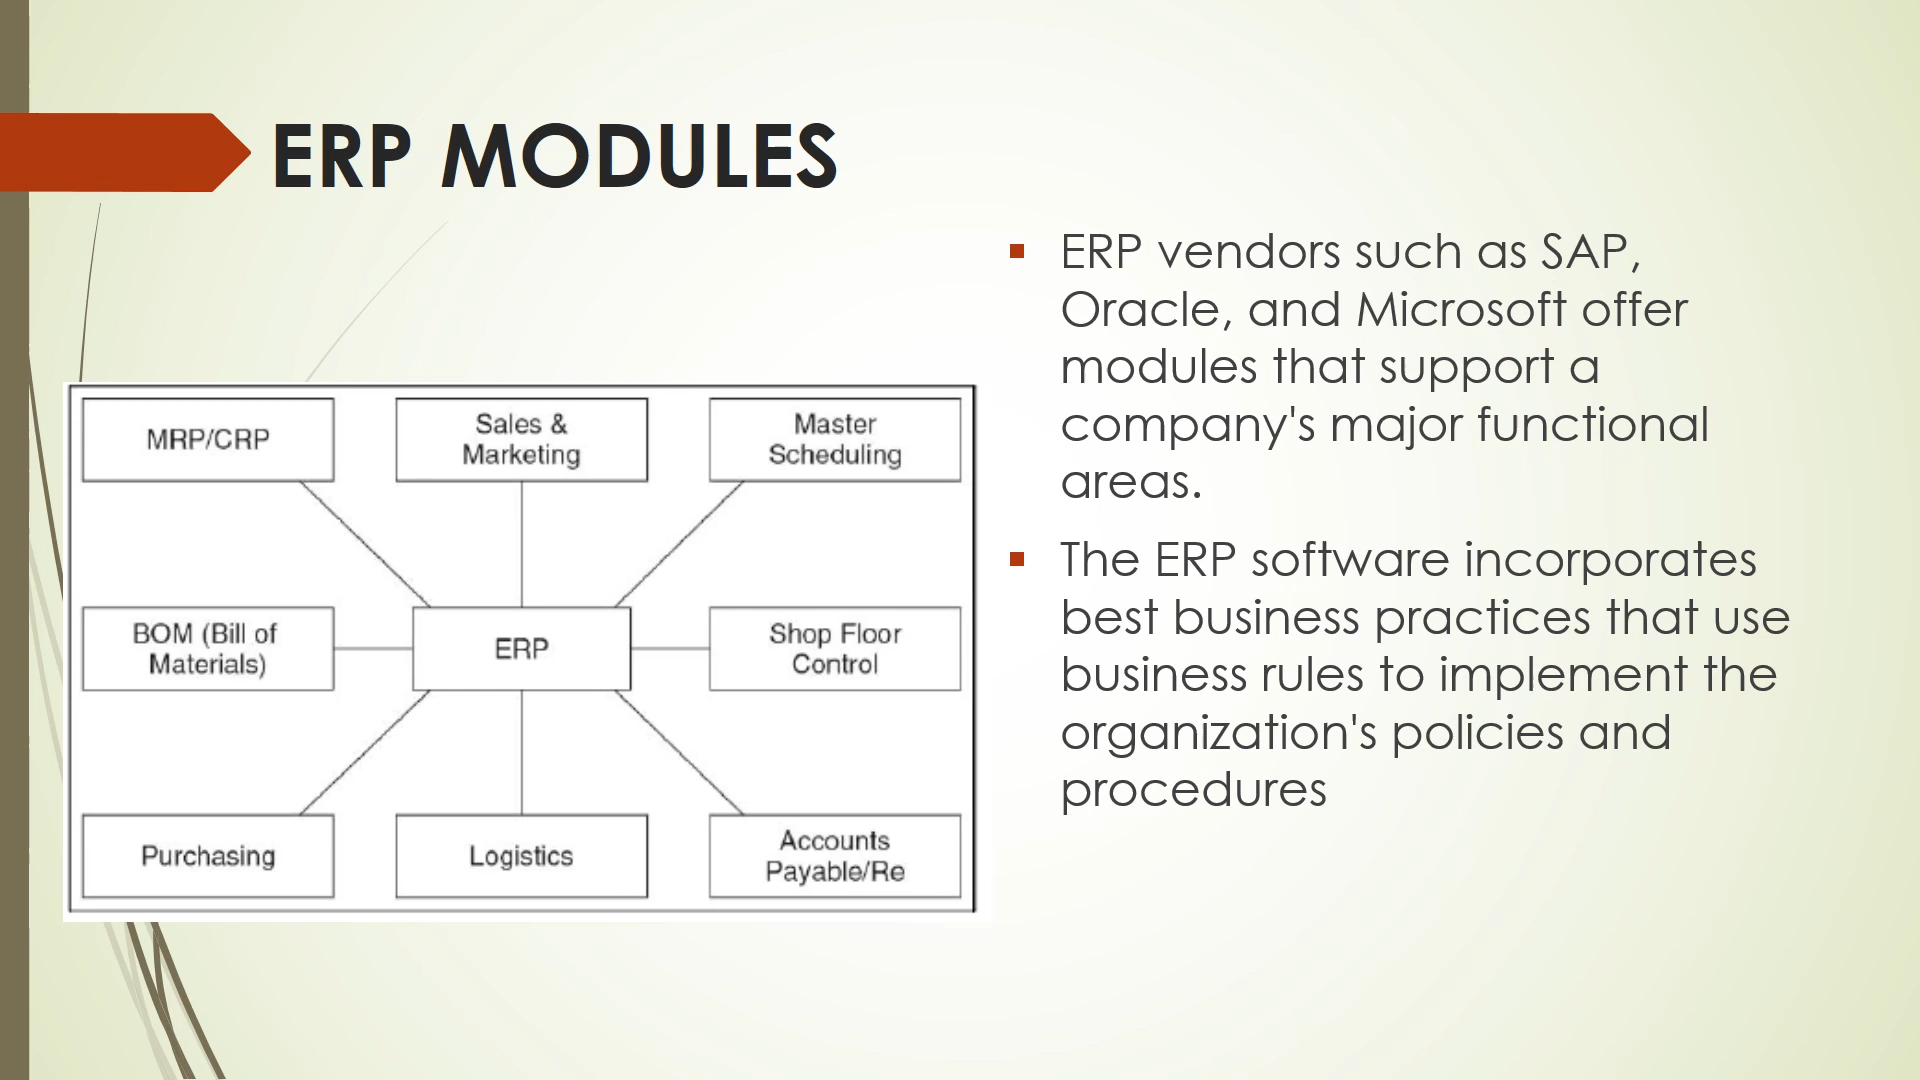 ERP MODULES
MRP/CRP
Sales &
Marketing
Master
Scheduling
BOM (Bill of
Materials)
ERP
Shop Floor
Control
Purchasing
Logistics
Accounts
Payable/Re
ERP vendors such as SAP,
Oracle, and Microsoft offer
modules that support a
company's major functional
areas.
The ERP software incorporates
best business practices that use
business rules to implement the
organization's policies and
procedures